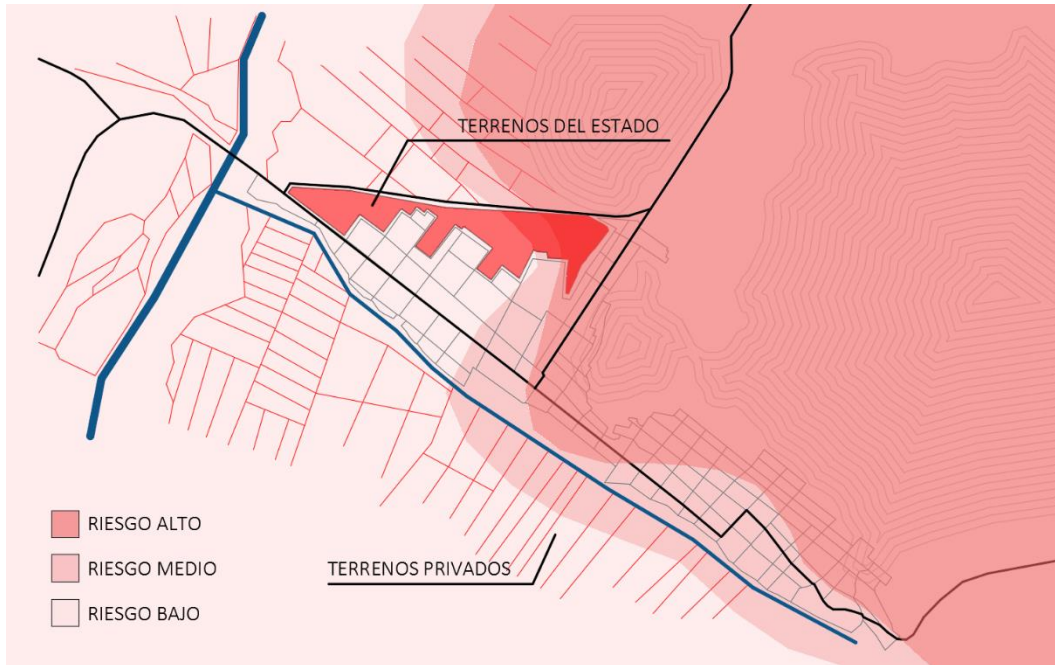 TERRENOS DEL ESTADO
RIESGO ALTO
RIESGO MEDIO
TERRENOS PRIVADOS
RIESGO BAJO